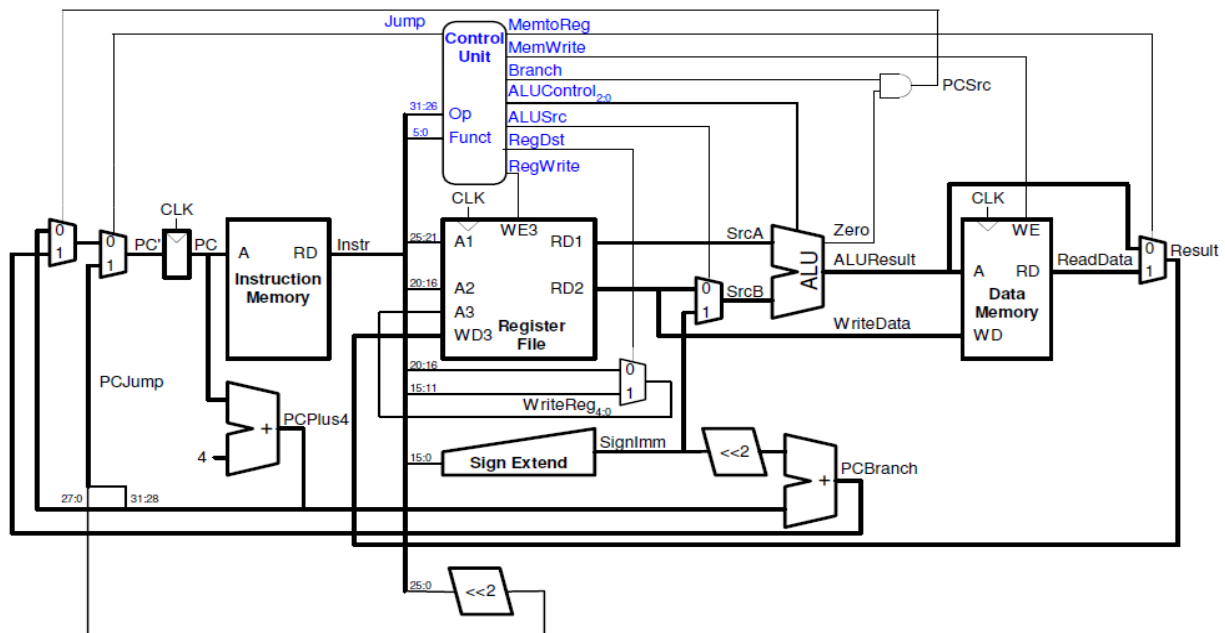 Jump
Control Unit
MemtoReg
MemWrite
Branch
ALUControl2:0
ALUSrc
RegDst
RegWrite
PCSrc
31:26
Op
5:0
Funct
CLK
CLK
CLK
0
1
0
1
PC'
PC
A
RD
Instr
Instruction Memory
25:21
A1
WE3
RD1
20:16
A2
RD2
A3
WD3
Register File
SrcA
0
1
SrcB
ALU
Zero
ALUResult
WE
A
RD
Data Memory
WD
ReadData
WriteData
0
1
Result
20:16
0
15:11
1
WriteReg4:0
PCJump
PCPlus4
+
4
15:0
Sign Extend
SignImm
<<2
+
PCBranch
27:0
31:28
25:0
<<2